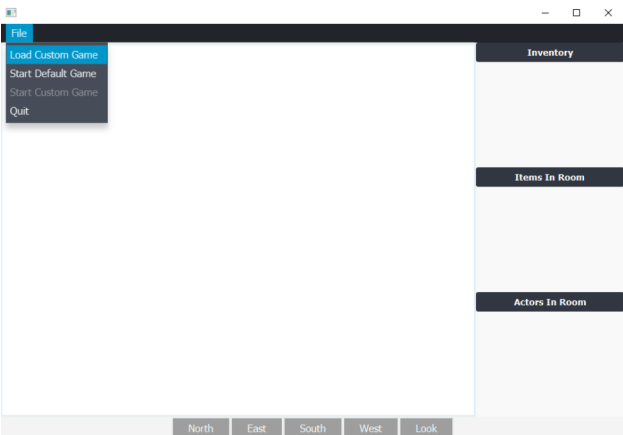 File
Load Custom Game
Start Default Game
Start Custom Game
Quit
Inventory
Items In Room
Actors In Room
North East South West Look